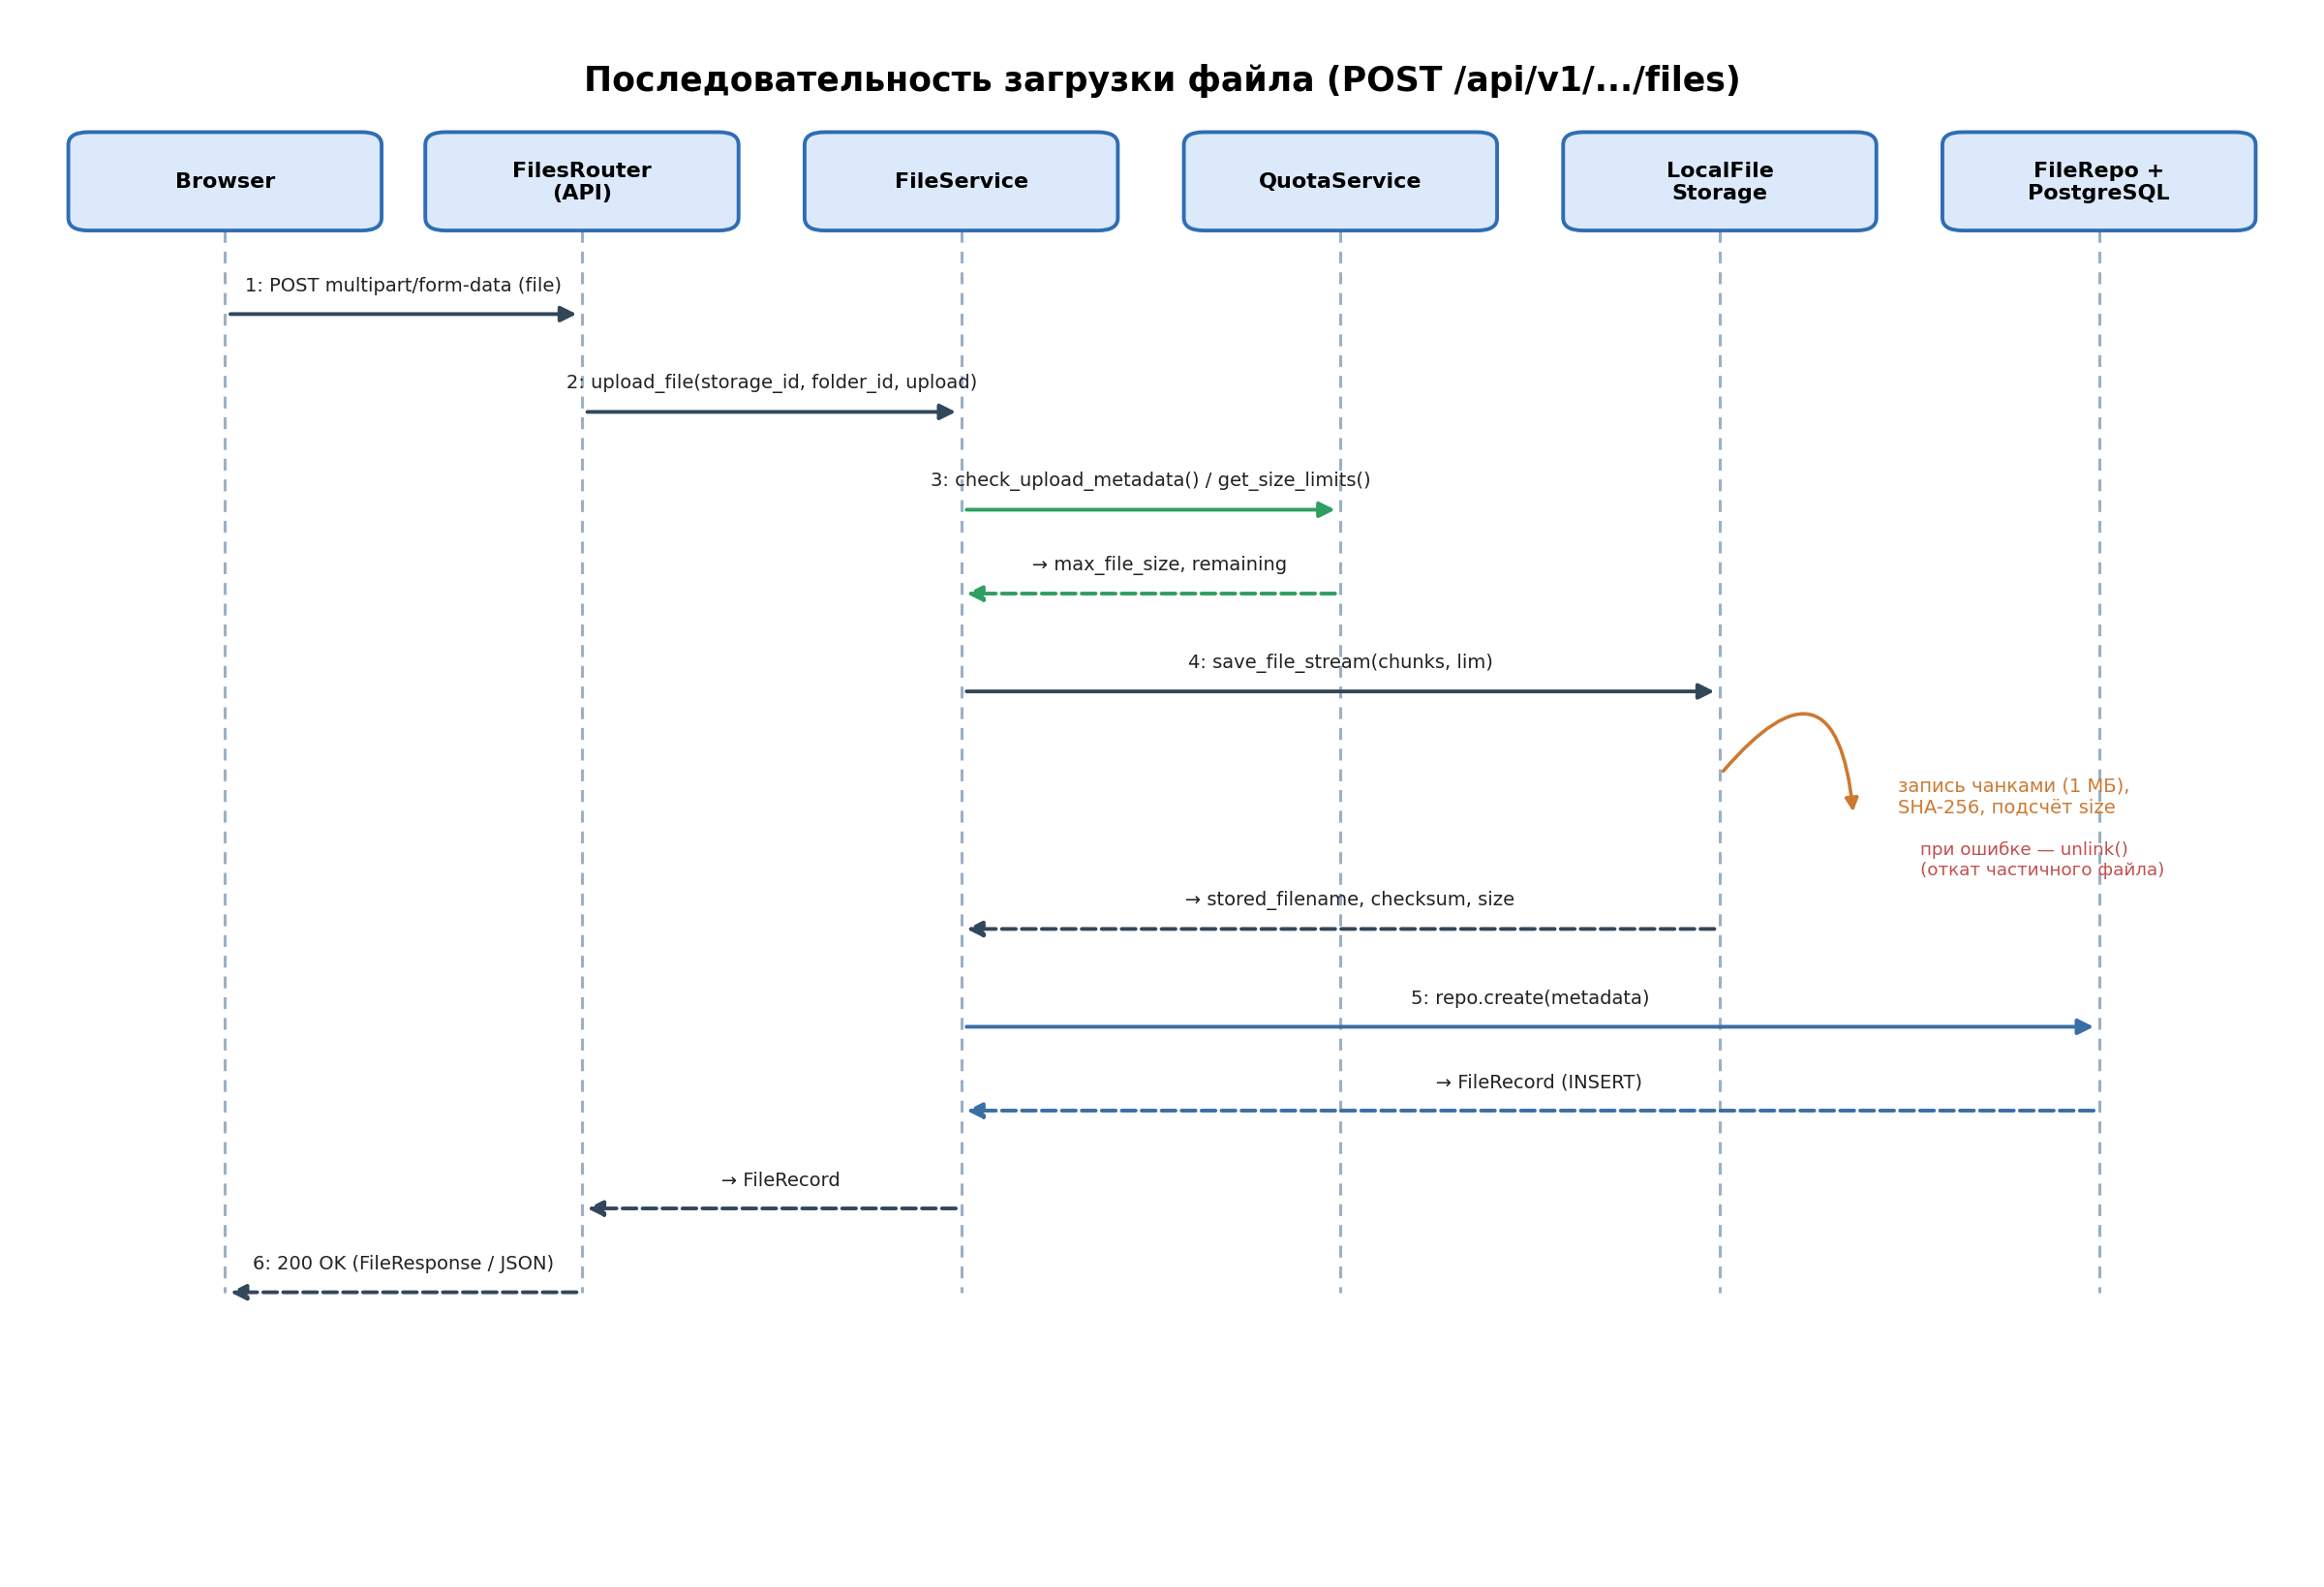 Последовательность загрузки файла (POST /api/v1/.../files)
Browser
FilesRouter
(API)
FileService
QuotaService
LocalFile
Storage
FileRepo +
PostgreSQL
1: POST multipart/form-data (file)
2: upload_file(storage_id, folder_id, upload)
3: check_upload_metadata() / get_size_limits()
→ max_file_size, remaining
4: save_file_stream(chunks, lim)
запись чанками (1 МБ),
SHA-256, подсчёт size
при ошибке — unlink()
(откат частичного файла)
→ stored_filename, checksum, size
5: repo.create(metadata)
→ FileRecord (INSERT)
→ FileRecord
6: 200 OK (FileResponse / JSON)